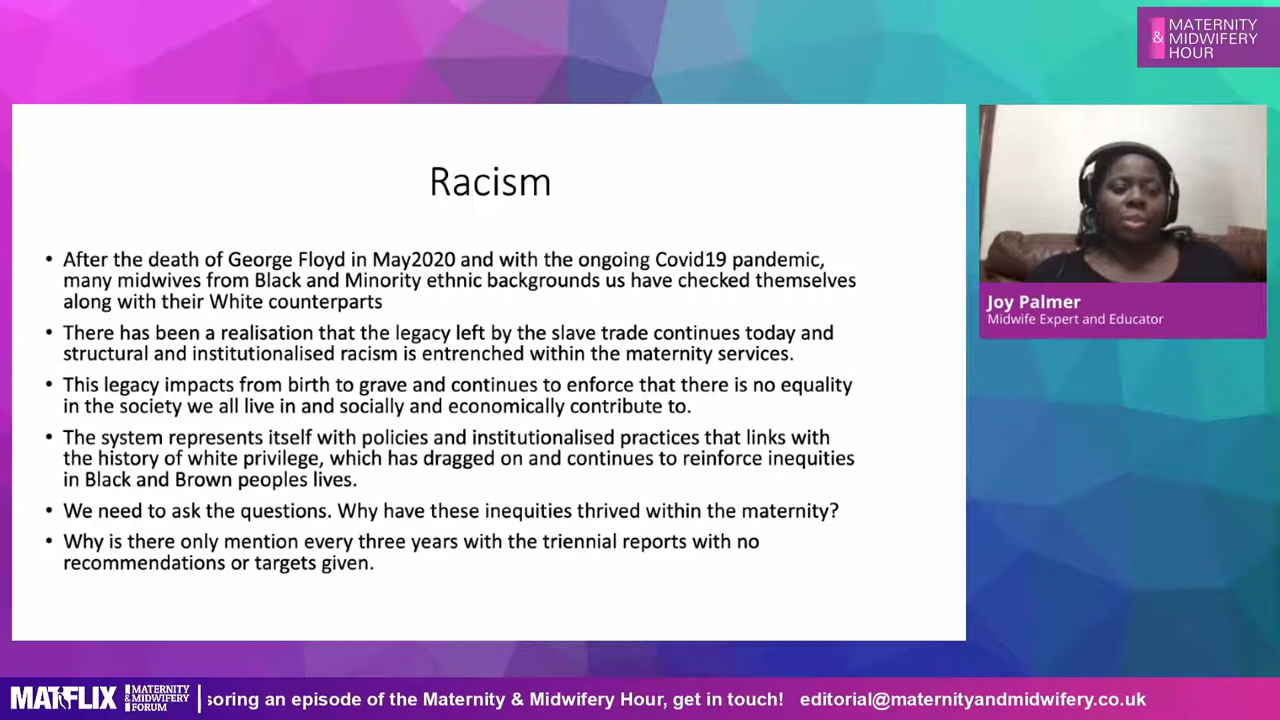 MATERNITY
& MIDWIFERY
HOUR
Racism
• After the death of George Floyd in May2020 and with the ongoing Covid19 pandemic,
many midwives from Black and Minority ethnic backgrounds us have checked themselves
along with their White counterparts
• There has been a realisation that the legacy left by the slave trade continues today and
structural and institutionalised racism is entrenched within the maternity services.
• This legacy impacts from birth to grave and continues to enforce that there is no equality
in the society we all live in and socially and economically contribute to.
• The system represents itself with policies and institutionalised practices that links with
the history of white privilege, which has dragged on and continues to reinforce inequities
in Black and Brown peoples lives.
• We need to ask the questions. Why have these inequities thrived within the maternity?
• Why is there only mention every three years with the triennial reports with no
recommendations or targets given.
Joy Palmer
Midwife Expert and Educator
MATFLIX
MATERNITY
&MIDWIFERY
FORUM
soring an episode of the Maternity & Midwifery Hour, get in touch! editorial@maternityandmidwifery.co.uk